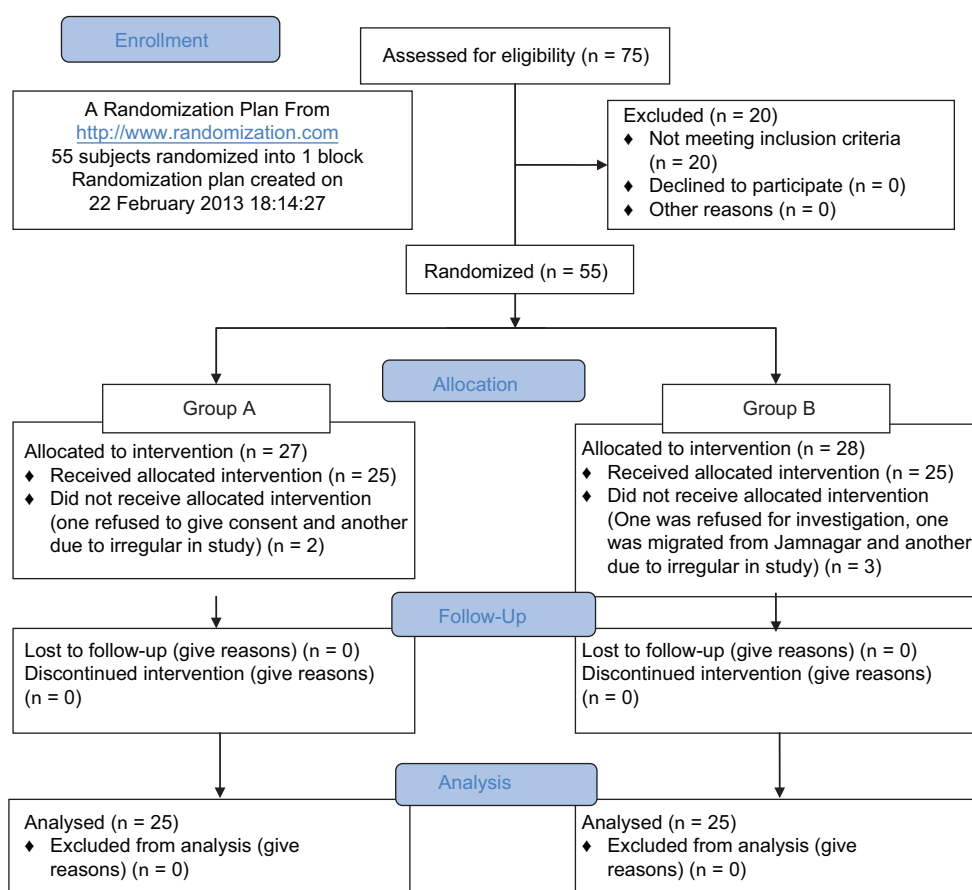 Enrollment
Assessed for eligibility (n = 75)
A Randomization Plan From
http://www.randomization.com
55 subjects randomized into 1 block
Randomization plan created on
22 February 2013 18:14:27
Excluded (n = 20)
♦ Not meeting inclusion criteria
(n = 20)
♦ Declined to participate (n = 0)
♦ Other reasons (n = 0)
Randomized (n = 55)
Allocation
Group A
Allocated to intervention (n = 27)
♦ Received allocated intervention (n = 25)
♦ Did not receive allocated intervention
(one refused to give consent and another
due to irregular in study) (n = 2)
Group B
Allocated to intervention (n = 28)
♦ Received allocated intervention (n = 25)
♦ Did not receive allocated intervention
(One was refused for investigation, one
was migrated from Jamnagar and another
due to irregular in study) (n = 3)
Follow-Up
Lost to follow-up (give reasons) (n = 0)
Discontinued intervention (give reasons)
(n = 0)
Lost to follow-up (give reasons) (n = 0)
Discontinued intervention (give reasons)
(n = 0)
Analysis
Analysed (n = 25)
♦ Excluded from analysis (give
reasons) (n = 0)
Analysed (n = 25)
♦ Excluded from analysis (give
reasons) (n = 0)